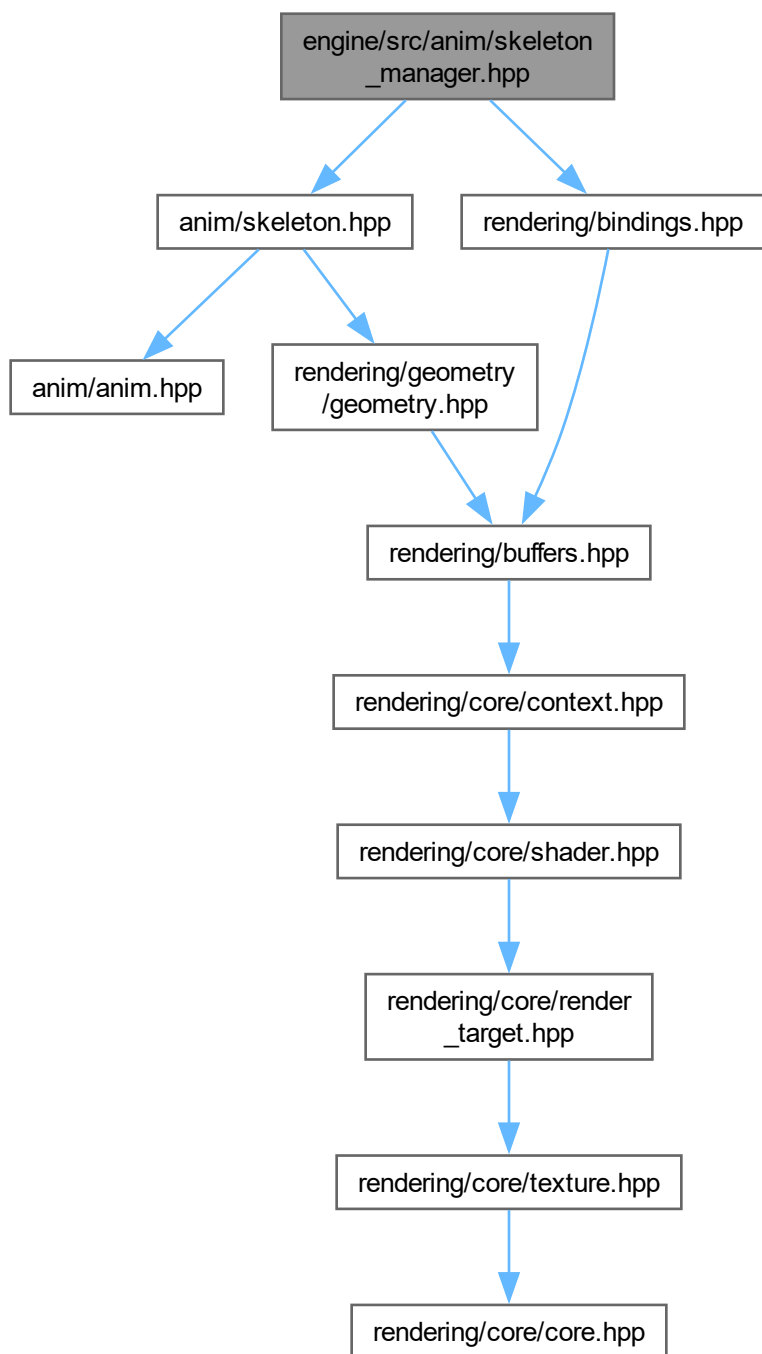 engine/src/anim/skeleton
_manager.hpp
anim/skeleton.hpp
rendering/bindings.hpp
anim/anim.hpp
rendering/geometry
/geometry.hpp
rendering/buffers.hpp
rendering/core/context.hpp
rendering/core/shader.hpp
rendering/core/render
_target.hpp
rendering/core/texture.hpp
rendering/core/core.hpp